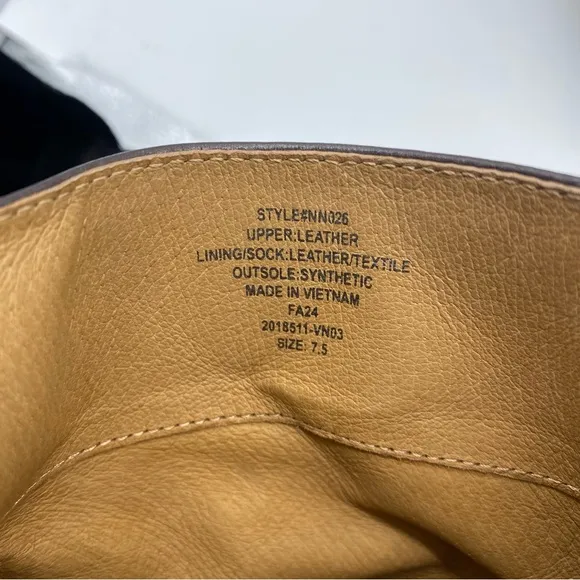 STYLE#NN026
UPPER:LEATHER
LINING/SOCK:LEATHER/TEXTILE
OUTSOLE:SYNTHETIC
MADE IN VIETNAM
FA24
2018511-VN03
SIZE: 7.5